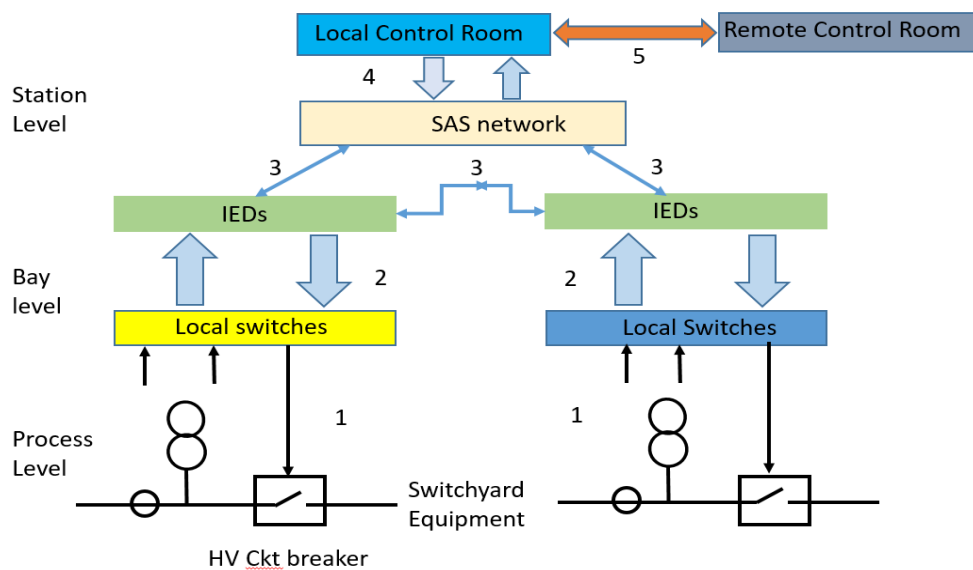 Local Control Room
Remote Control Room
5
4
Station
Level
SAS network
3
3
3
IEDs
IEDs
Bay
level
2
2
Local switches
Local Switches
1
1
Process
Level
Switchyard
Equipment
HV Ckt breaker